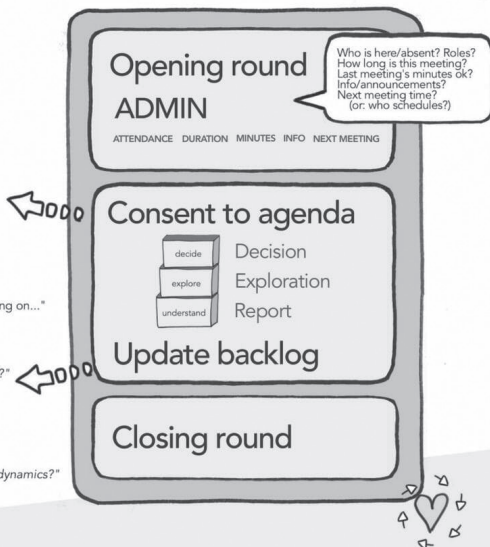 Opening round
ADMIN
ATTENDANCE DURATION MINUTES INFO NEXT MEETING
Who is here/absent? Roles?
How long is this meeting?
Last meeting's minutes ok?
Info/announcements?
Next meeting time?
(or: who schedules?)
Consent to agenda
decide Decision
explore Exploration
understand Report
ng on..."
Update backlog
?"
Closing round
dynamics?"